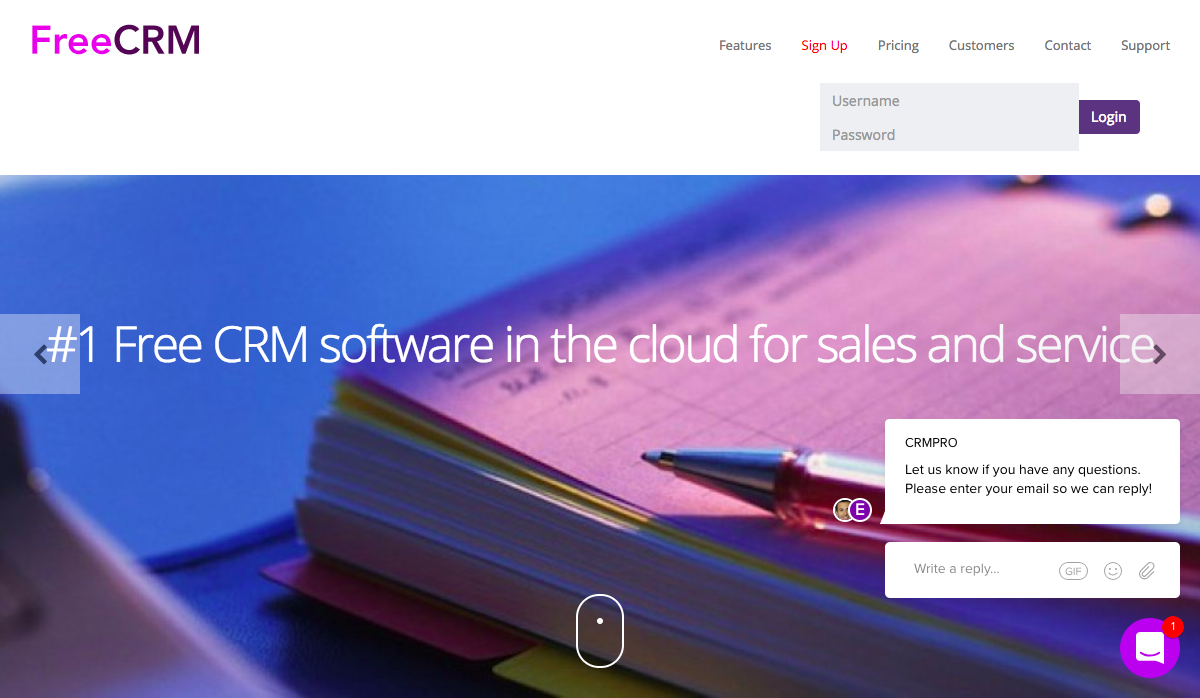 FreeCRM
Features Sign Up Pricing Customers Contact Support
Username
Password
Login
#1 Free CRM software in the cloud for sales and service
CRMPRO
Let us know if you have any questions.
Please enter your email so we can reply!
E
Write a reply...
GIF
1